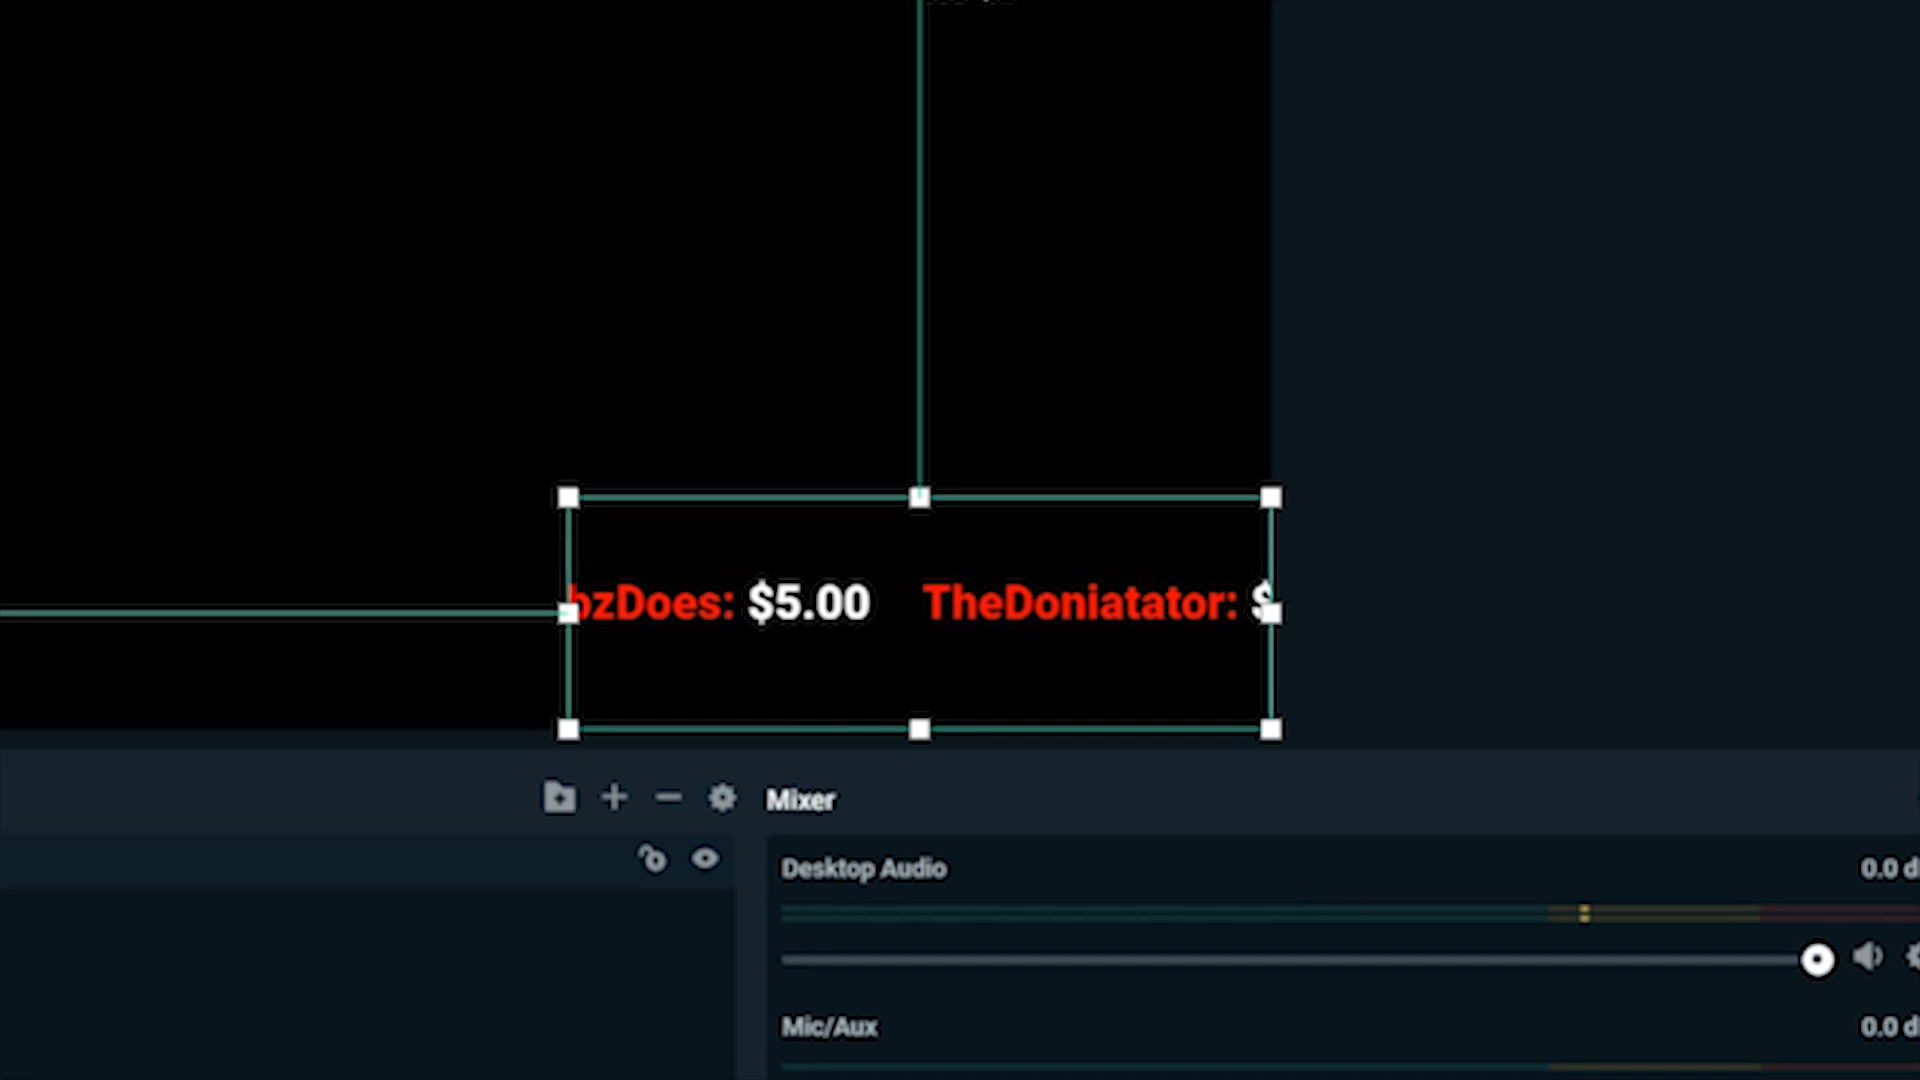 bzDoes: $5.00 TheDoniatator: $
Mixer
Desktop Audio 0.0 d
Mic/Aux 0.0 d